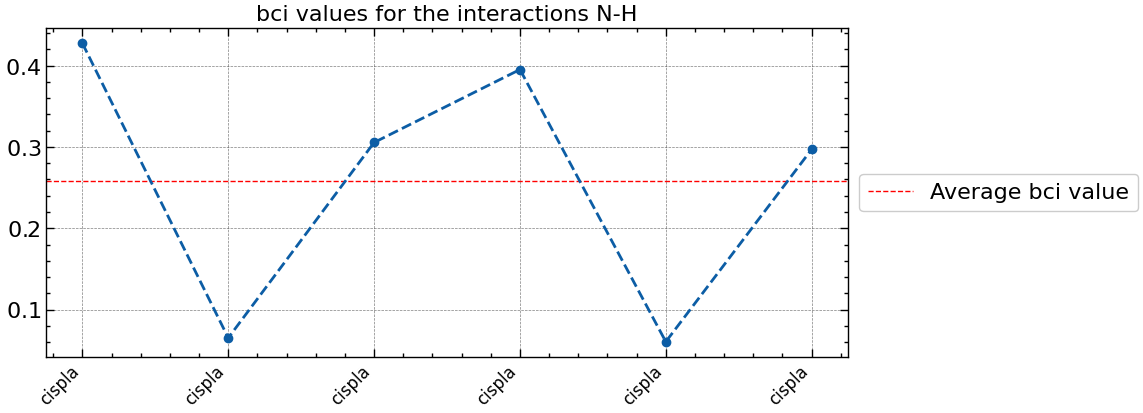 bci values for the interactions N-H
0.4
0.3
0.2
0.1
Average bci value
cispla cispla cispla cispla cispla cispla